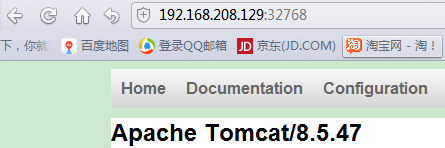 192.168.208.129:32768
下，你就 百度地图 登录QQ邮箱 JD 京东(JD.COM) 淘 淘宝网 - 淘！
Home Documentation Configuration
Apache Tomcat/8.5.47